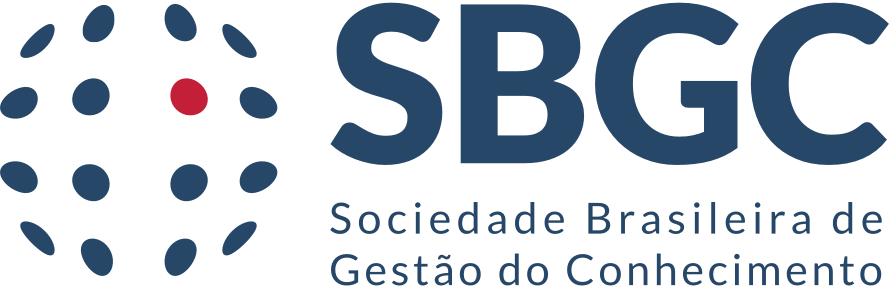 SBGC
Sociedade Brasileira de
Gestão do Conhecimento